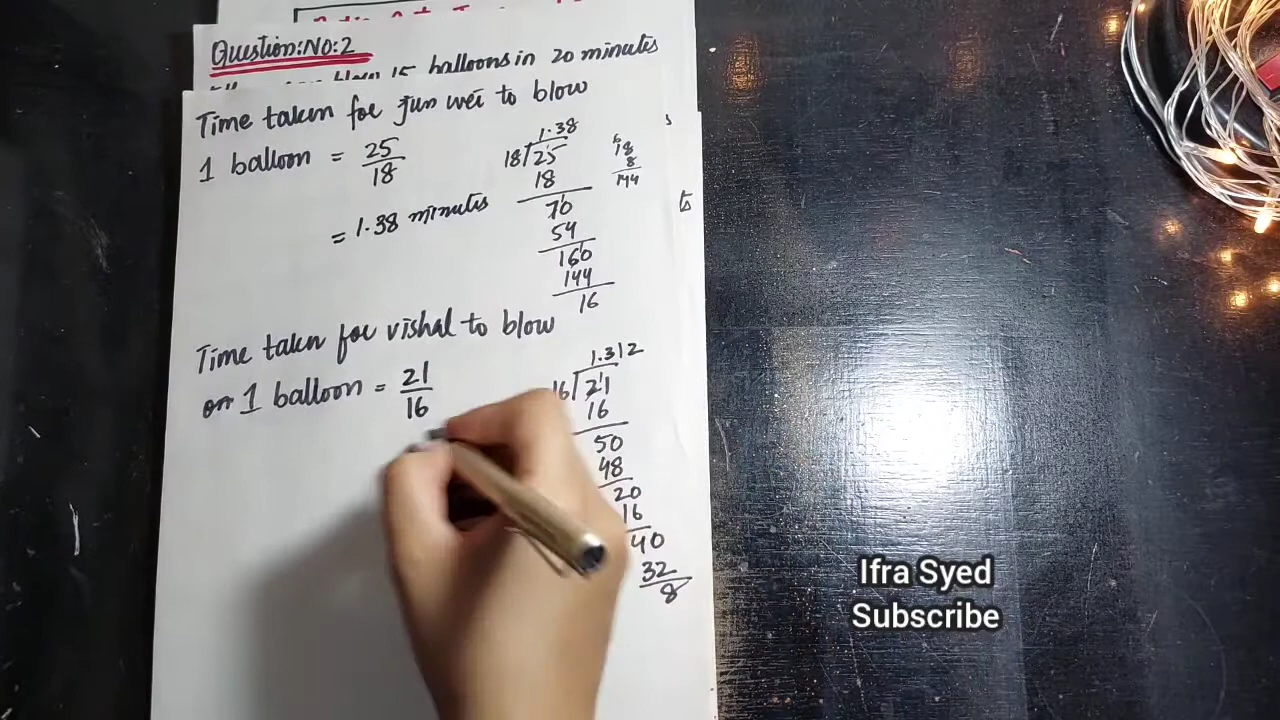 Question:No:2
blow 15 balloons in 20 minutes
Time taken for jun wei to blow
1 balloon = 25/18
= 1.38 minutes
1.38
18 25
18
70
54
160
144
16
6
18
8
144
Time taken for vishal to blow
on 1 balloon = 21/16
1.312
16 21
16
50
48
20
16
40
32
8
Ifra Syed
Subscribe